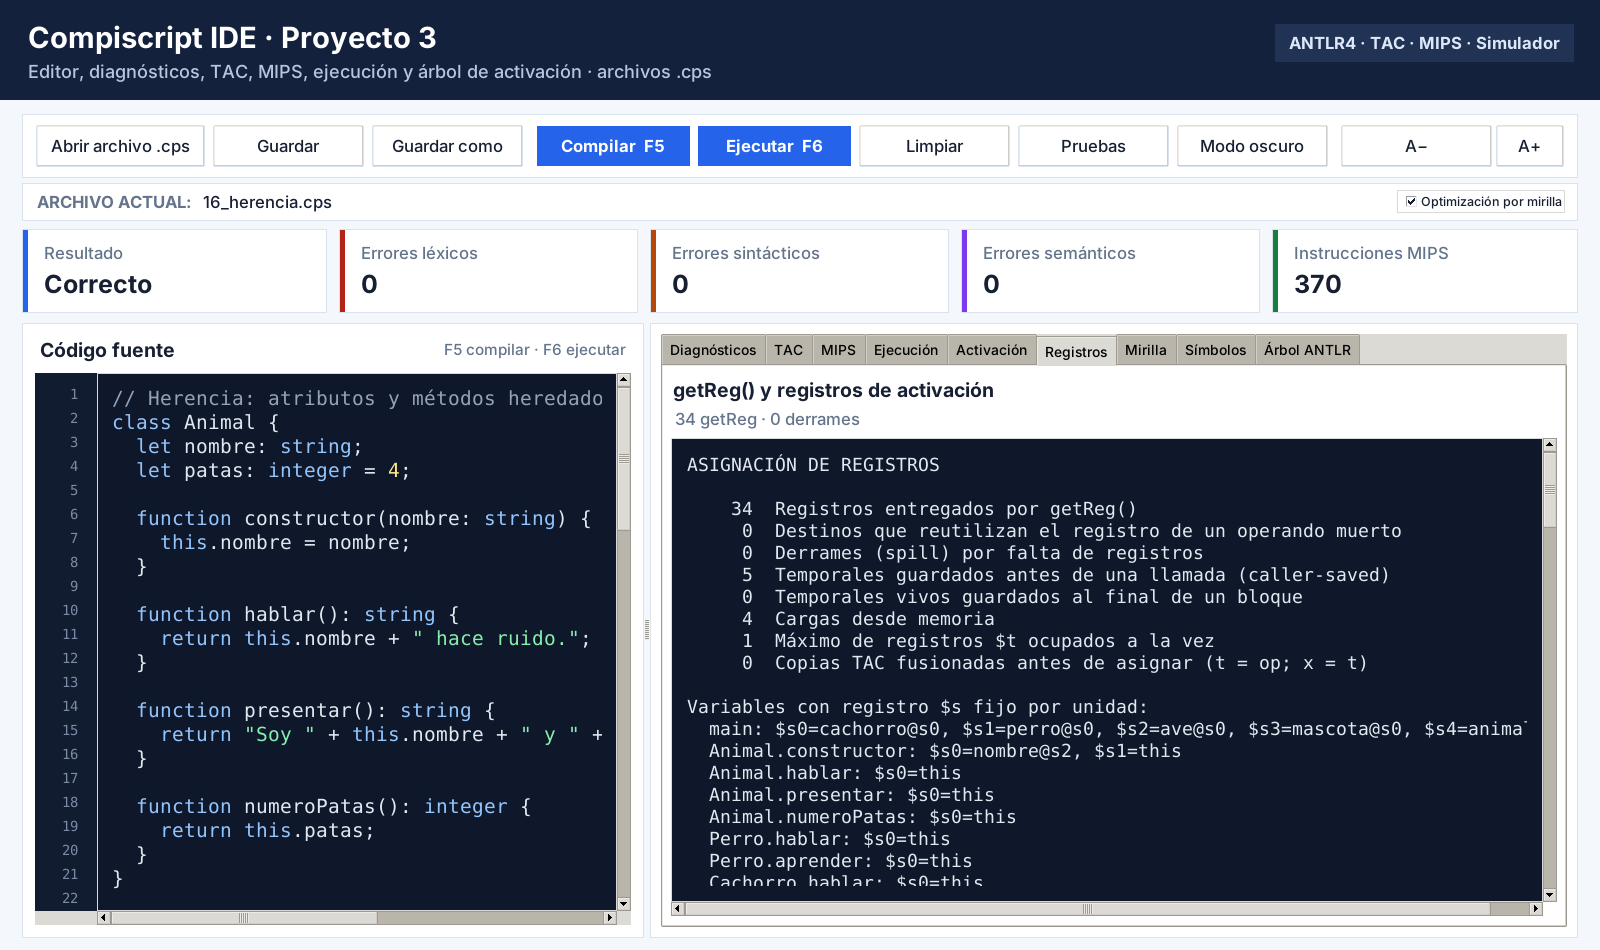 Compiscript IDE · Proyecto 3
Editor, diagnósticos, TAC, MIPS, ejecución y árbol de activación · archivos .cps
ANTLR4 · TAC · MIPS · Simulador
Abrir archivo .cps
Guardar
Guardar como
Compilar F5
Ejecutar F6
Limpiar
Pruebas
Modo oscuro
A−
A+
ARCHIVO ACTUAL: 16_herencia.cps
Optimización por mirilla
Resultado
Correcto
Errores léxicos
0
Errores sintácticos
0
Errores semánticos
0
Instrucciones MIPS
370
Código fuente
F5 compilar · F6 ejecutar
1 // Herencia: atributos y métodos heredado
2 class Animal {
3 let nombre: string;
4 let patas: integer = 4;
5
6 function constructor(nombre: string) {
7 this.nombre = nombre;
8 }
9
10 function hablar(): string {
11 return this.nombre + " hace ruido.";
12 }
13
14 function presentar(): string {
15 return "Soy " + this.nombre + " y " +
16 }
17
18 function numeroPatas(): integer {
19 return this.patas;
20 }
21 }
22
Diagnósticos
TAC
MIPS
Ejecución
Activación
Registros
Mirilla
Símbolos
Árbol ANTLR
getReg() y registros de activación
34 getReg · 0 derrames
ASIGNACIÓN DE REGISTROS
34 Registros entregados por getReg()
0 Destinos que reutilizan el registro de un operando muerto
0 Derrames (spill) por falta de registros
5 Temporales guardados antes de una llamada (caller-saved)
0 Temporales vivos guardados al final de un bloque
4 Cargas desde memoria
1 Máximo de registros $t ocupados a la vez
0 Copias TAC fusionadas antes de asignar (t = op; x = t)
Variables con registro $s fijo por unidad:
main: $s0=cachorro@s0, $s1=perro@s0, $s2=ave@s0, $s3=mascota@s0, $s4=anima
Animal.constructor: $s0=nombre@s2, $s1=this
Animal.hablar: $s0=this
Animal.presentar: $s0=this
Animal.numeroPatas: $s0=this
Perro.hablar: $s0=this
Perro.aprender: $s0=this
Cachorro.hablar: $s0=this